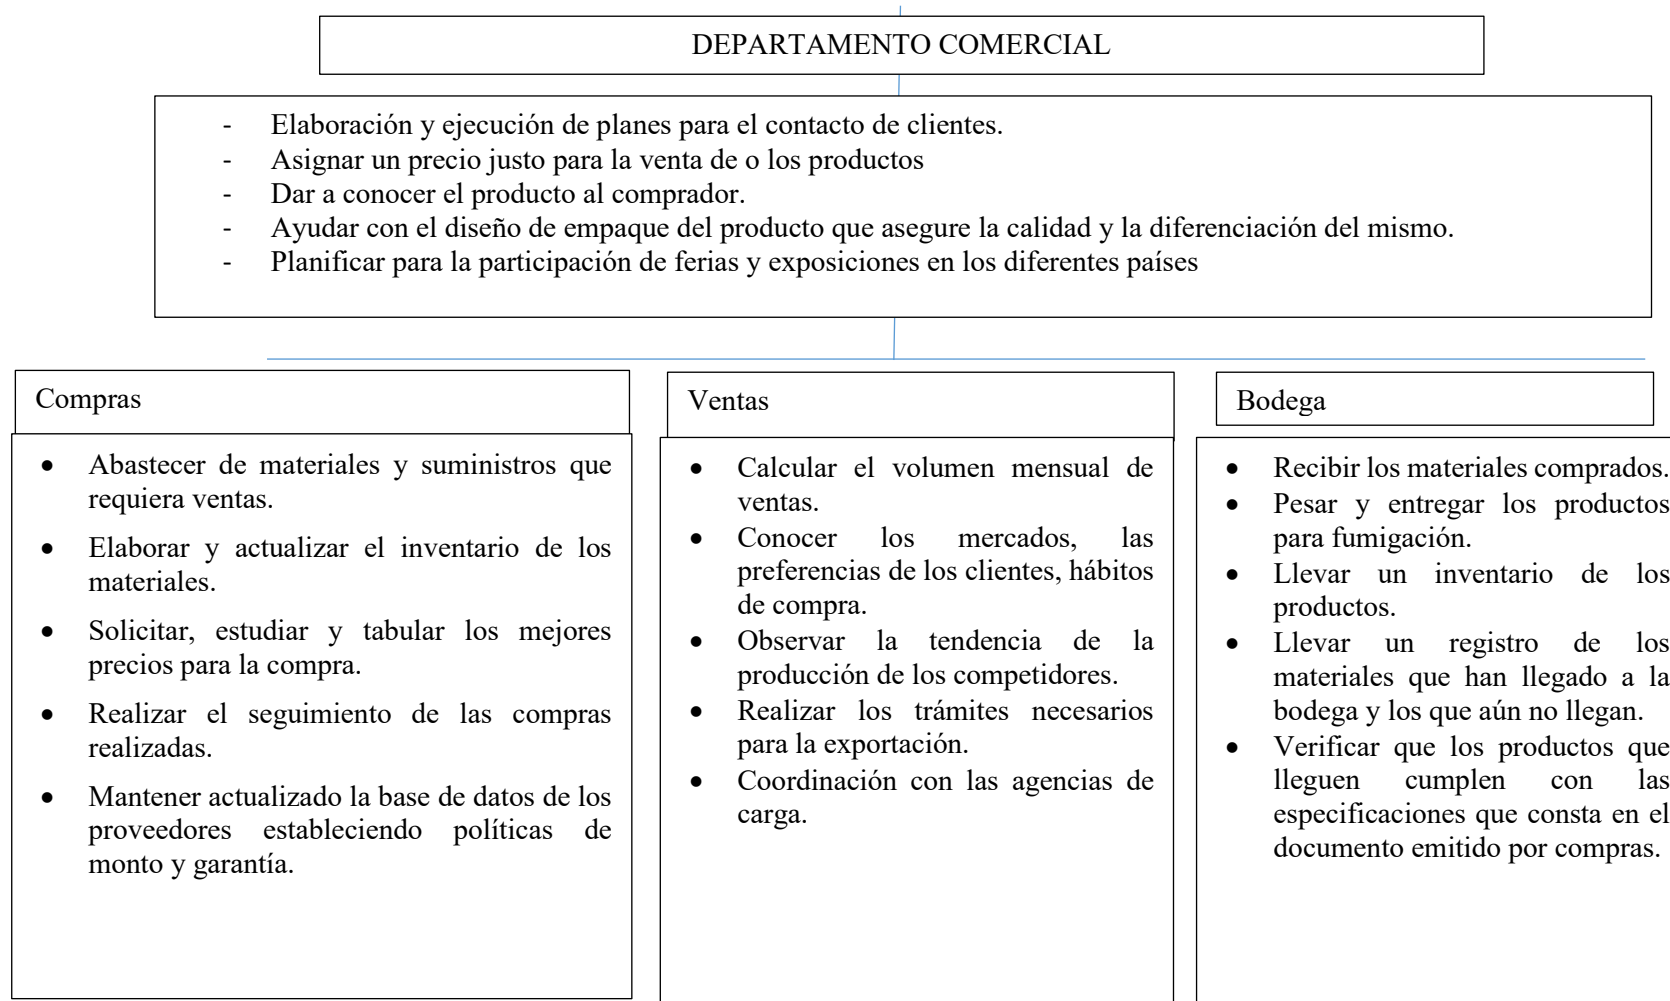 DEPARTAMENTO COMERCIAL
- Elaboración y ejecución de planes para el contacto de clientes.
- Asignar un precio justo para la venta de o los productos
- Dar a conocer el producto al comprador.
- Ayudar con el diseño de empaque del producto que asegure la calidad y la diferenciación del mismo.
- Planificar para la participación de ferias y exposiciones en los diferentes países
Compras
• Abastecer de materiales y suministros que
requiera ventas.
• Elaborar y actualizar el inventario de los
materiales.
• Solicitar, estudiar y tabular los mejores
precios para la compra.
• Realizar el seguimiento de las compras
realizadas.
• Mantener actualizado la base de datos de los
proveedores estableciendo políticas de
monto y garantía.
Ventas
• Calcular el volumen mensual de
ventas.
• Conocer los mercados, las
preferencias de los clientes, hábitos
de compra.
• Observar la tendencia de la
producción de los competidores.
• Realizar los trámites necesarios
para la exportación.
• Coordinación con las agencias de
carga.
Bodega
• Recibir los materiales comprados.
• Pesar y entregar los productos
para fumigación.
• Llevar un inventario de los
productos.
• Llevar un registro de los
materiales que han llegado a la
bodega y los que aún no llegan.
• Verificar que los productos que
lleguen cumplen con las
especificaciones que consta en el
documento emitido por compras.